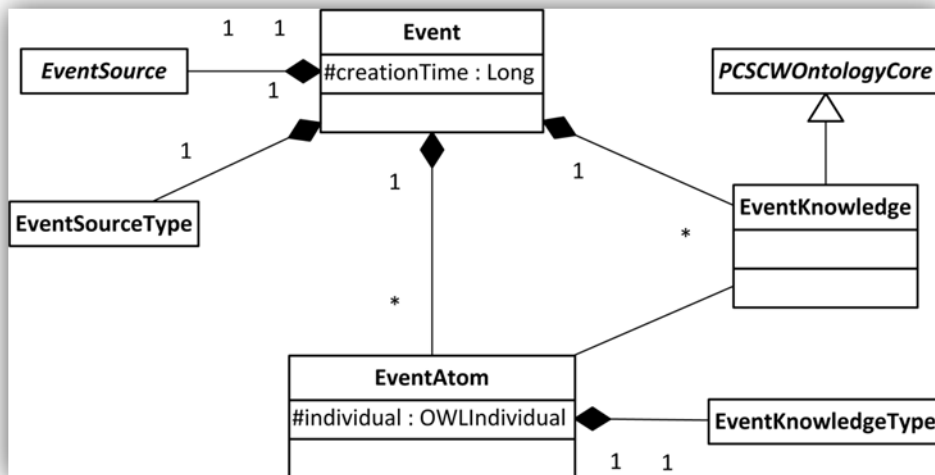 1 1
Event
EventSource
#creationTime : Long
PCSCWOntologyCore
1
1
1
1
EventSourceType
EventKnowledge
*
*
EventAtom
#individual : OWLIndividual
EventKnowledgeType
1 1